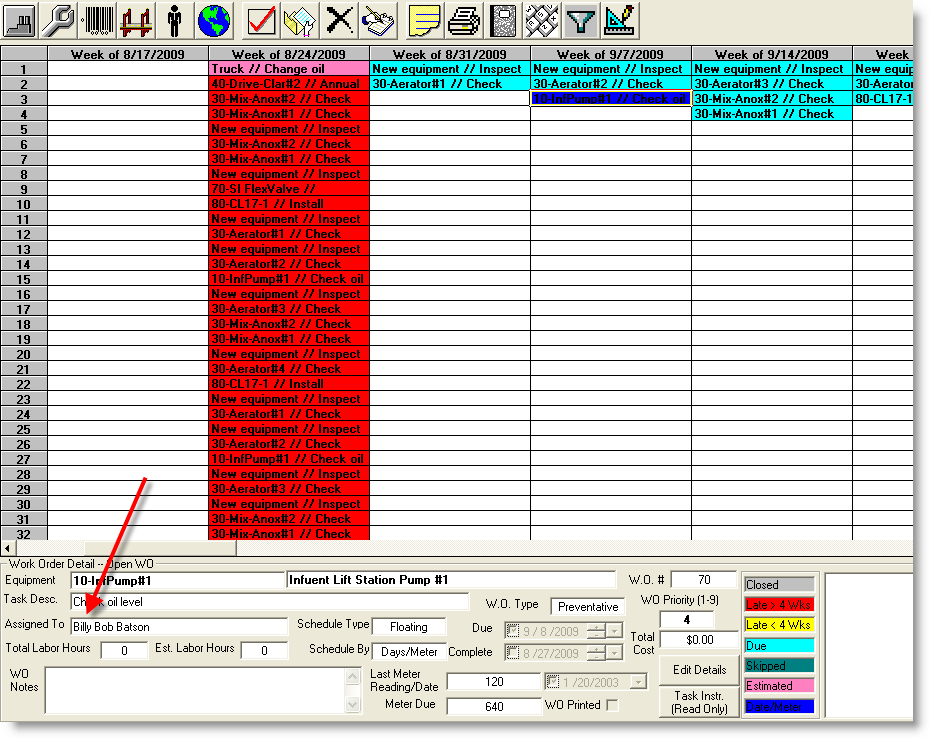 Week of 8/17/2009 Week of 8/24/2009 Week of 8/31/2009 Week of 9/7/2009 Week of 9/14/2009 Week
1 Truck // Change oil New equipment // Inspect New equipment // Inspect New equipment // Inspect New equip
2 40-Drive-Clar#2 // Annual 30-Aerator#1 // Check 30-Aerator#2 // Check 30-Aerator#3 // Check 30-Aerat
3 30-Mix-Anox#2 // Check 10-InfPump#1 // Check oil 30-Mix-Anox#2 // Check 80-CL17-1
4 30-Mix-Anox#1 // Check 30-Mix-Anox#1 // Check
5 New equipment // Inspect
6 30-Mix-Anox#2 // Check
7 30-Mix-Anox#1 // Check
8 New equipment // Inspect
9 70-SI FlexValve //
10 80-CL17-1 // Install
11 New equipment // Inspect
12 30-Aerator#1 // Check
13 New equipment // Inspect
14 30-Aerator#2 // Check
15 10-InfPump#1 // Check oil
16 New equipment // Inspect
17 30-Aerator#3 // Check
18 30-Mix-Anox#2 // Check
19 30-Mix-Anox#1 // Check
20 New equipment // Inspect
21 30-Aerator#4 // Check
22 80-CL17-1 // Install
23 New equipment // Inspect
24 30-Aerator#1 // Check
25 New equipment // Inspect
26 30-Aerator#2 // Check
27 10-InfPump#1 // Check oil
28 New equipment // Inspect
29 30-Aerator#3 // Check
30 New equipment // Inspect
31 30-Mix-Anox#2 // Check
32 30-Mix-Anox#1 // Check
Work Order Detail -- Open WO
Equipment 10-InfPump#1 Infuent Lift Station Pump #1 W.O. # 70
Task Desc. Check oil level W.O. Type Preventative WO Priority (1-9)
4
Assigned To Billy Bob Batson Schedule Type Floating Due 9 / 8 /2009
Total Cost $0.00
Total Labor Hours 0 Est. Labor Hours 0 Schedule By Days/Meter Complete 8 /27/2009
WO Notes
Last Meter Reading/Date 120 1 /20/2003
Meter Due 640 WO Printed
Edit Details
Task Instr. (Read Only)
Closed
Late > 4 Wks
Late < 4 Wks
Due
Skipped
Estimated
Date/Meter